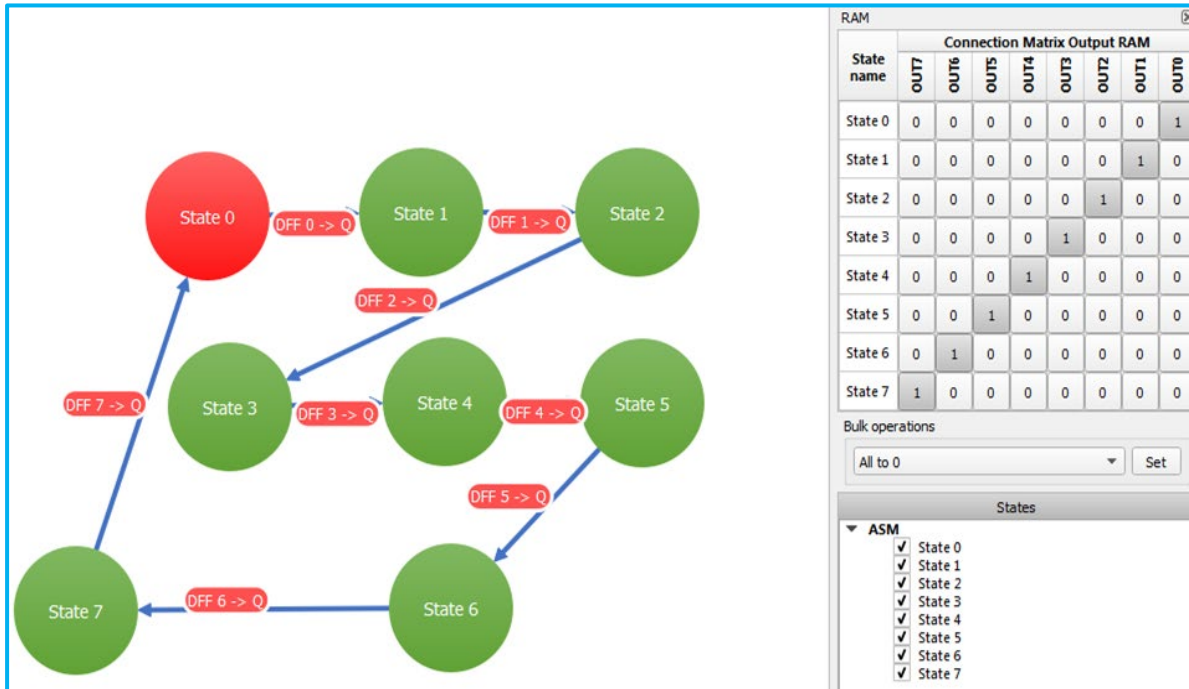 State 0
DFF 0 -> Q
State 1
DFF 1 -> Q
State 2
DFF 2 -> Q
State 3
DFF 3 -> Q
State 4
DFF 4 -> Q
State 5
DFF 7 -> Q
DFF 5 -> Q
State 7
DFF 6 -> Q
State 6
RAM
Connection Matrix Output RAM
State name OUT7 OUT6 OUT5 OUT4 OUT3 OUT2 OUT1 OUT0
State 0 0 0 0 0 0 0 0 1
State 1 0 0 0 0 0 0 1 0
State 2 0 0 0 0 0 1 0 0
State 3 0 0 0 0 1 0 0 0
State 4 0 0 0 1 0 0 0 0
State 5 0 0 1 0 0 0 0 0
State 6 0 1 0 0 0 0 0 0
State 7 1 0 0 0 0 0 0 0
Bulk operations
All to 0 Set
States
ASM
State 0
State 1
State 2
State 3
State 4
State 5
State 6
State 7